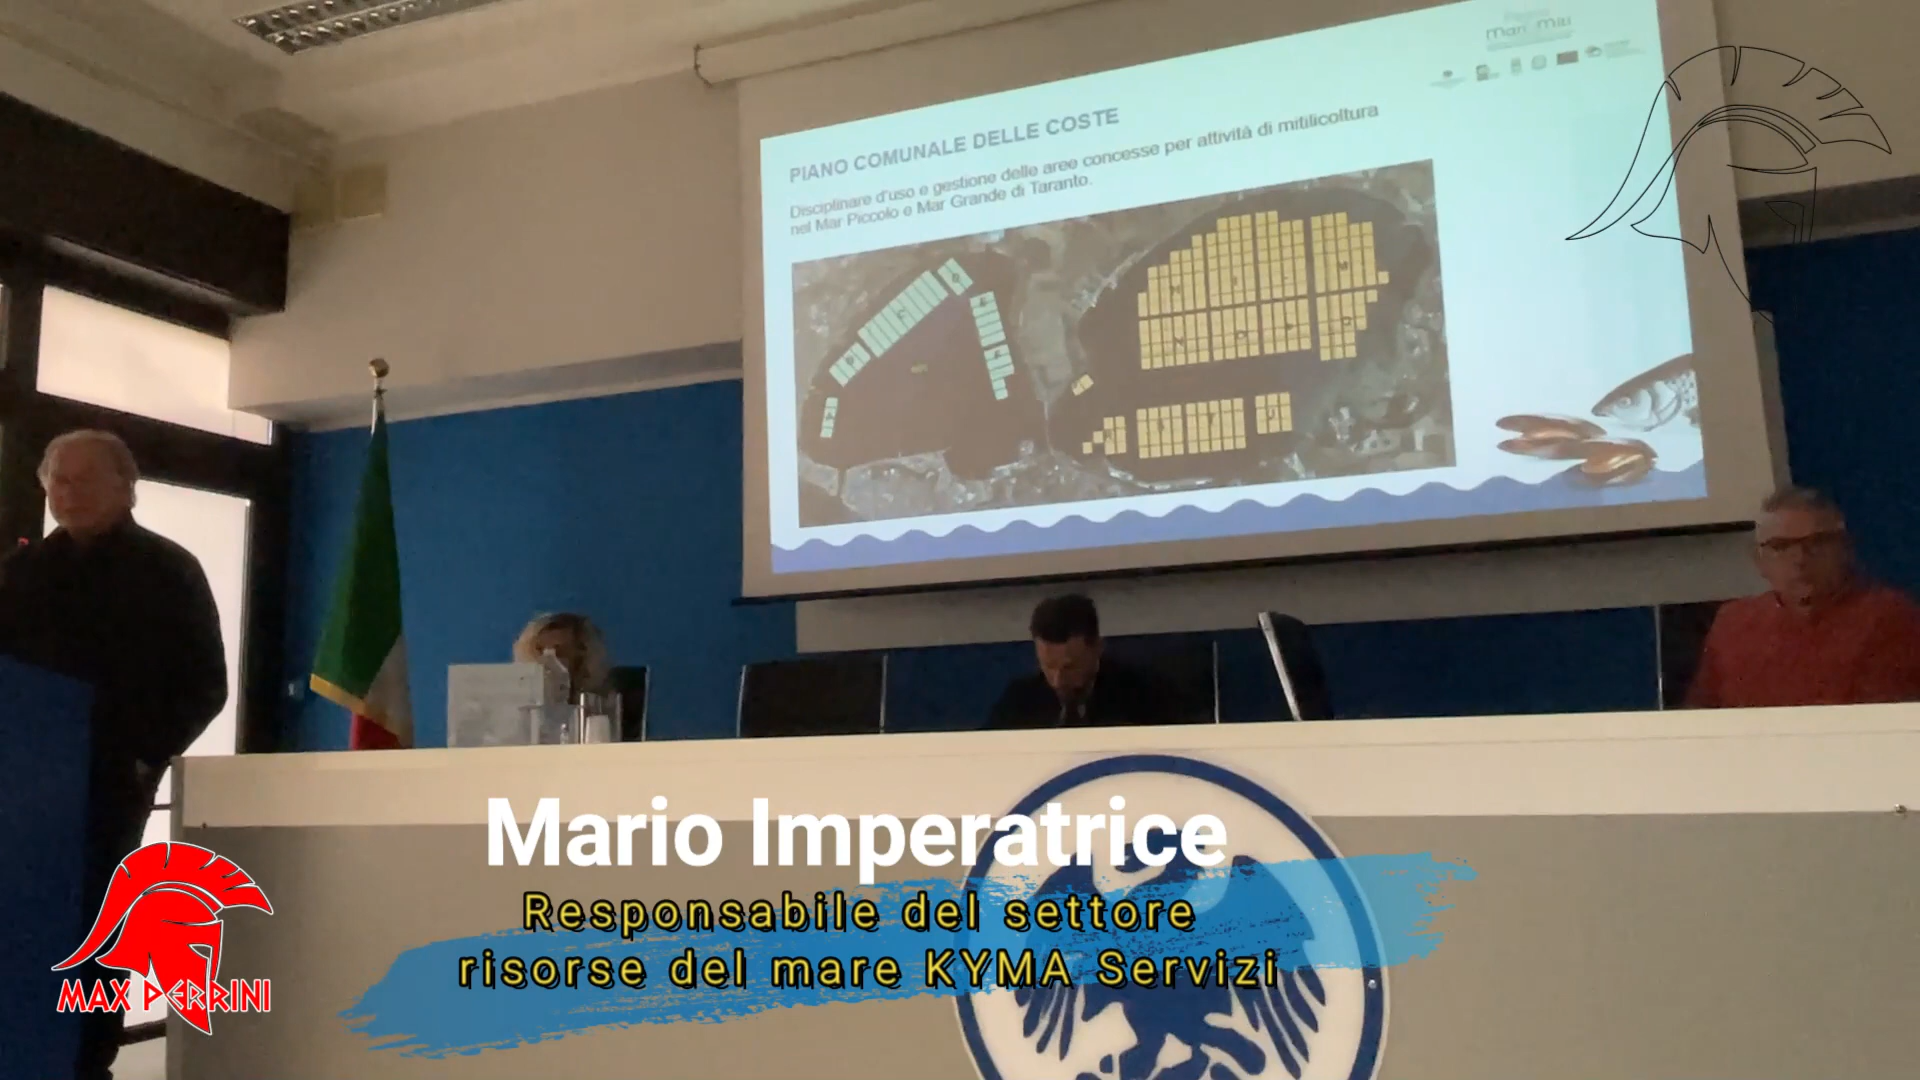 PIANO COMUNALE DELLE COSTE
Disciplinare d'uso e gestione delle aree concesse per attività di mitilicoltura
nel Mar Piccolo e Mar Grande di Taranto.
Mario Imperatrice
Responsabile del settore
risorse del mare KYMA Servizi
MAX PERRINI